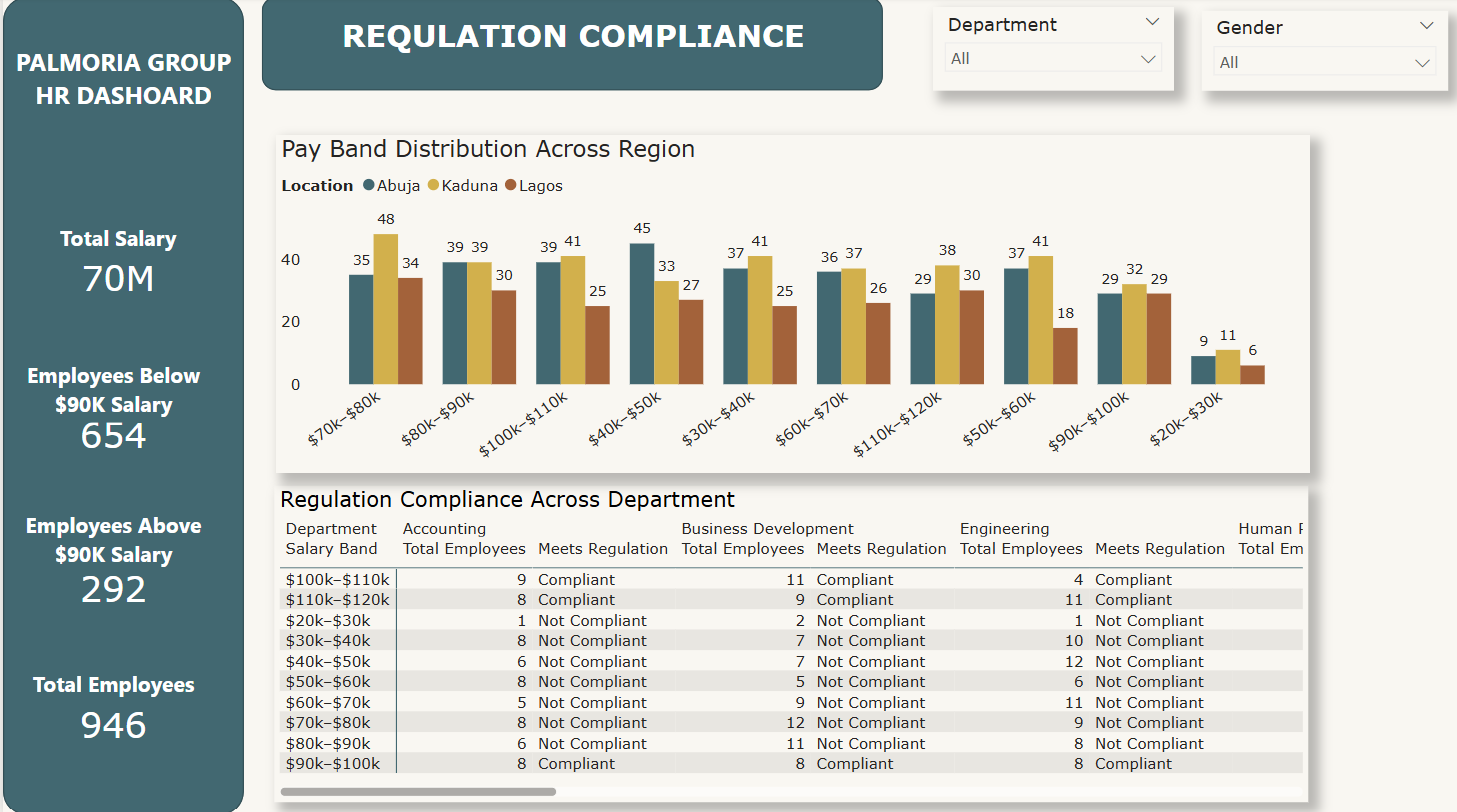 PALMORIA GROUP
HR DASHOARD
Total Salary
70M
Employees Below
$90K Salary
654
Employees Above
$90K Salary
292
Total Employees
946
REQULATION COMPLIANCE
Department
All
Gender
All
Pay Band Distribution Across Region
Location Abuja Kaduna Lagos
40
20
0
35 48 34
39 39 30
39 41 25
45 33 27
37 41 25
36 37 26
29 38 30
37 41 18
29 32 29
9 11 6
$70k–$80k $80k–$90k $100k–$110k $40k–$50k $30k–$40k $60k–$70k $110k–$120k $50k–$60k $90k–$100k $20k–$30k
Regulation Compliance Across Department
Department Accounting Business Development Engineering Human
Salary Band Total Employees Meets Regulation Total Employees Meets Regulation Total Employees Meets Regulation Total Em
$100k–$110k 9 Compliant 11 Compliant 4 Compliant
$110k–$120k 8 Compliant 9 Compliant 11 Compliant
$20k–$30k 1 Not Compliant 2 Not Compliant 1 Not Compliant
$30k–$40k 8 Not Compliant 7 Not Compliant 10 Not Compliant
$40k–$50k 6 Not Compliant 7 Not Compliant 12 Not Compliant
$50k–$60k 8 Not Compliant 5 Not Compliant 6 Not Compliant
$60k–$70k 5 Not Compliant 9 Not Compliant 11 Not Compliant
$70k–$80k 8 Not Compliant 12 Not Compliant 9 Not Compliant
$80k–$90k 6 Not Compliant 11 Not Compliant 8 Not Compliant
$90k–$100k 8 Compliant 8 Compliant 8 Compliant